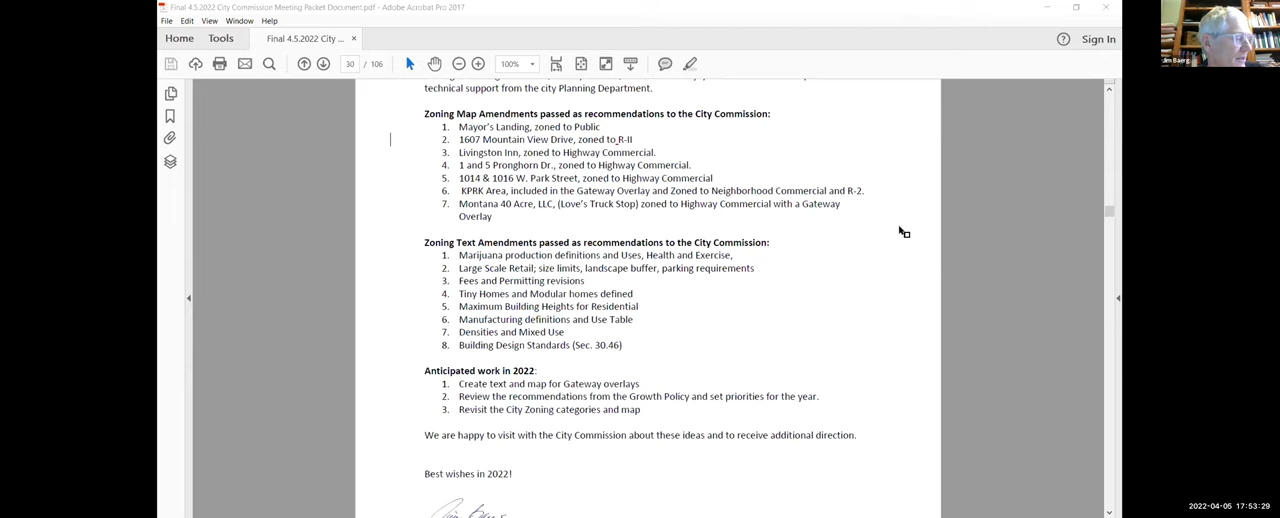 Final 4.5.2022 City Commission Meeting Packet Document.pdf - Adobe Acrobat Pro 2017
File Edit View Window Help
Home Tools Final 4.5.2022 City ... × Sign In
30 / 106 100%
technical support from the city Planning Department.
Zoning Map Amendments passed as recommendations to the City Commission:
1. Mayor's Landing, zoned to Public
2. 1607 Mountain View Drive, zoned to R-II
3. Livingston Inn, zoned to Highway Commercial.
4. 1 and 5 Pronghorn Dr., zoned to Highway Commercial.
5. 1014 & 1016 W. Park Street, zoned to Highway Commercial
6. KPRK Area, included in the Gateway Overlay and Zoned to Neighborhood Commercial and R-2.
7. Montana 40 Acre, LLC, (Love's Truck Stop) zoned to Highway Commercial with a Gateway
Overlay
Zoning Text Amendments passed as recommendations to the City Commission:
1. Marijuana production definitions and Uses, Health and Exercise,
2. Large Scale Retail; size limits, landscape buffer, parking requirements
3. Fees and Permitting revisions
4. Tiny Homes and Modular homes defined
5. Maximum Building Heights for Residential
6. Manufacturing definitions and Use Table
7. Densities and Mixed Use
8. Building Design Standards (Sec. 30.46)
Anticipated work in 2022:
1. Create text and map for Gateway overlays
2. Review the recommendations from the Growth Policy and set priorities for the year.
3. Revisit the City Zoning categories and map
We are happy to visit with the City Commission about these ideas and to receive additional direction.
Best wishes in 2022!
Jim Baerg
2022-04-05 17:53:29